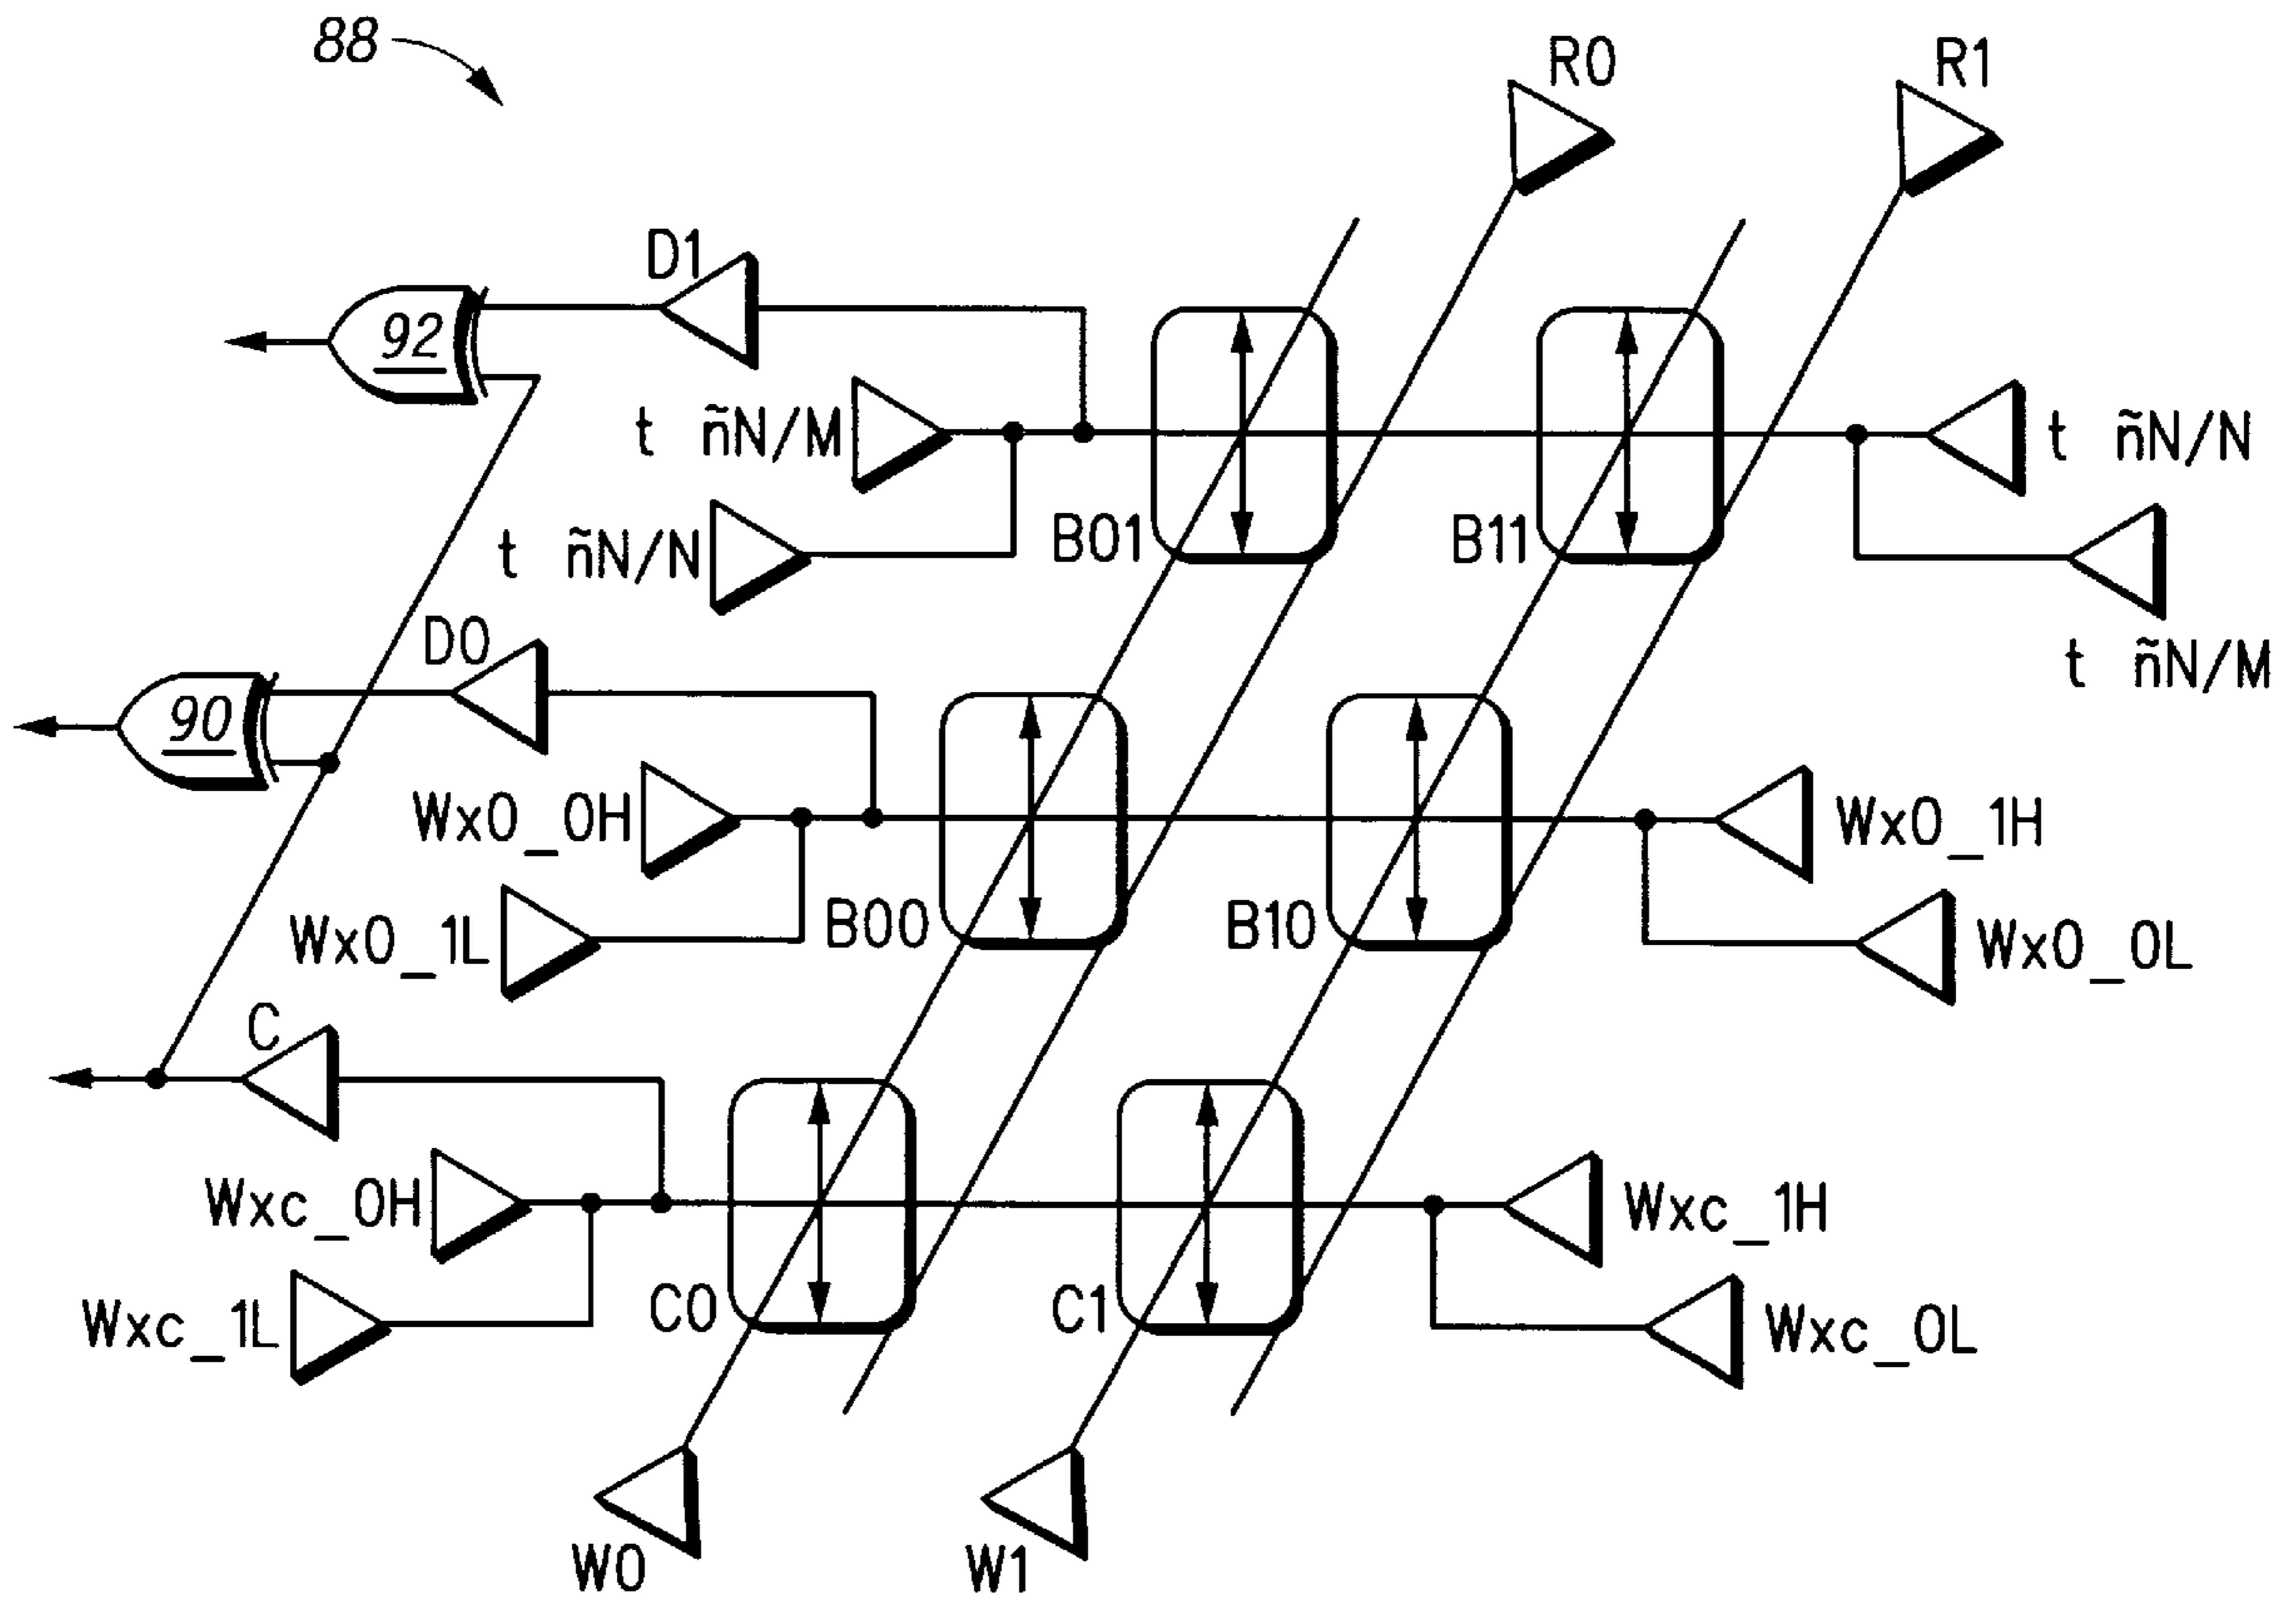 88
R0
R1
D1
92
t ñN/M
t ñN/N
B01
B11
t ñN/N
t ñN/M
D0
90
Wx0_0H
Wx0_1L
B00
B10
Wx0_1H
Wx0_0L
C
Wxc_0H
Wxc_1L
C0
C1
Wxc_1H
Wxc_0L
W0
W1